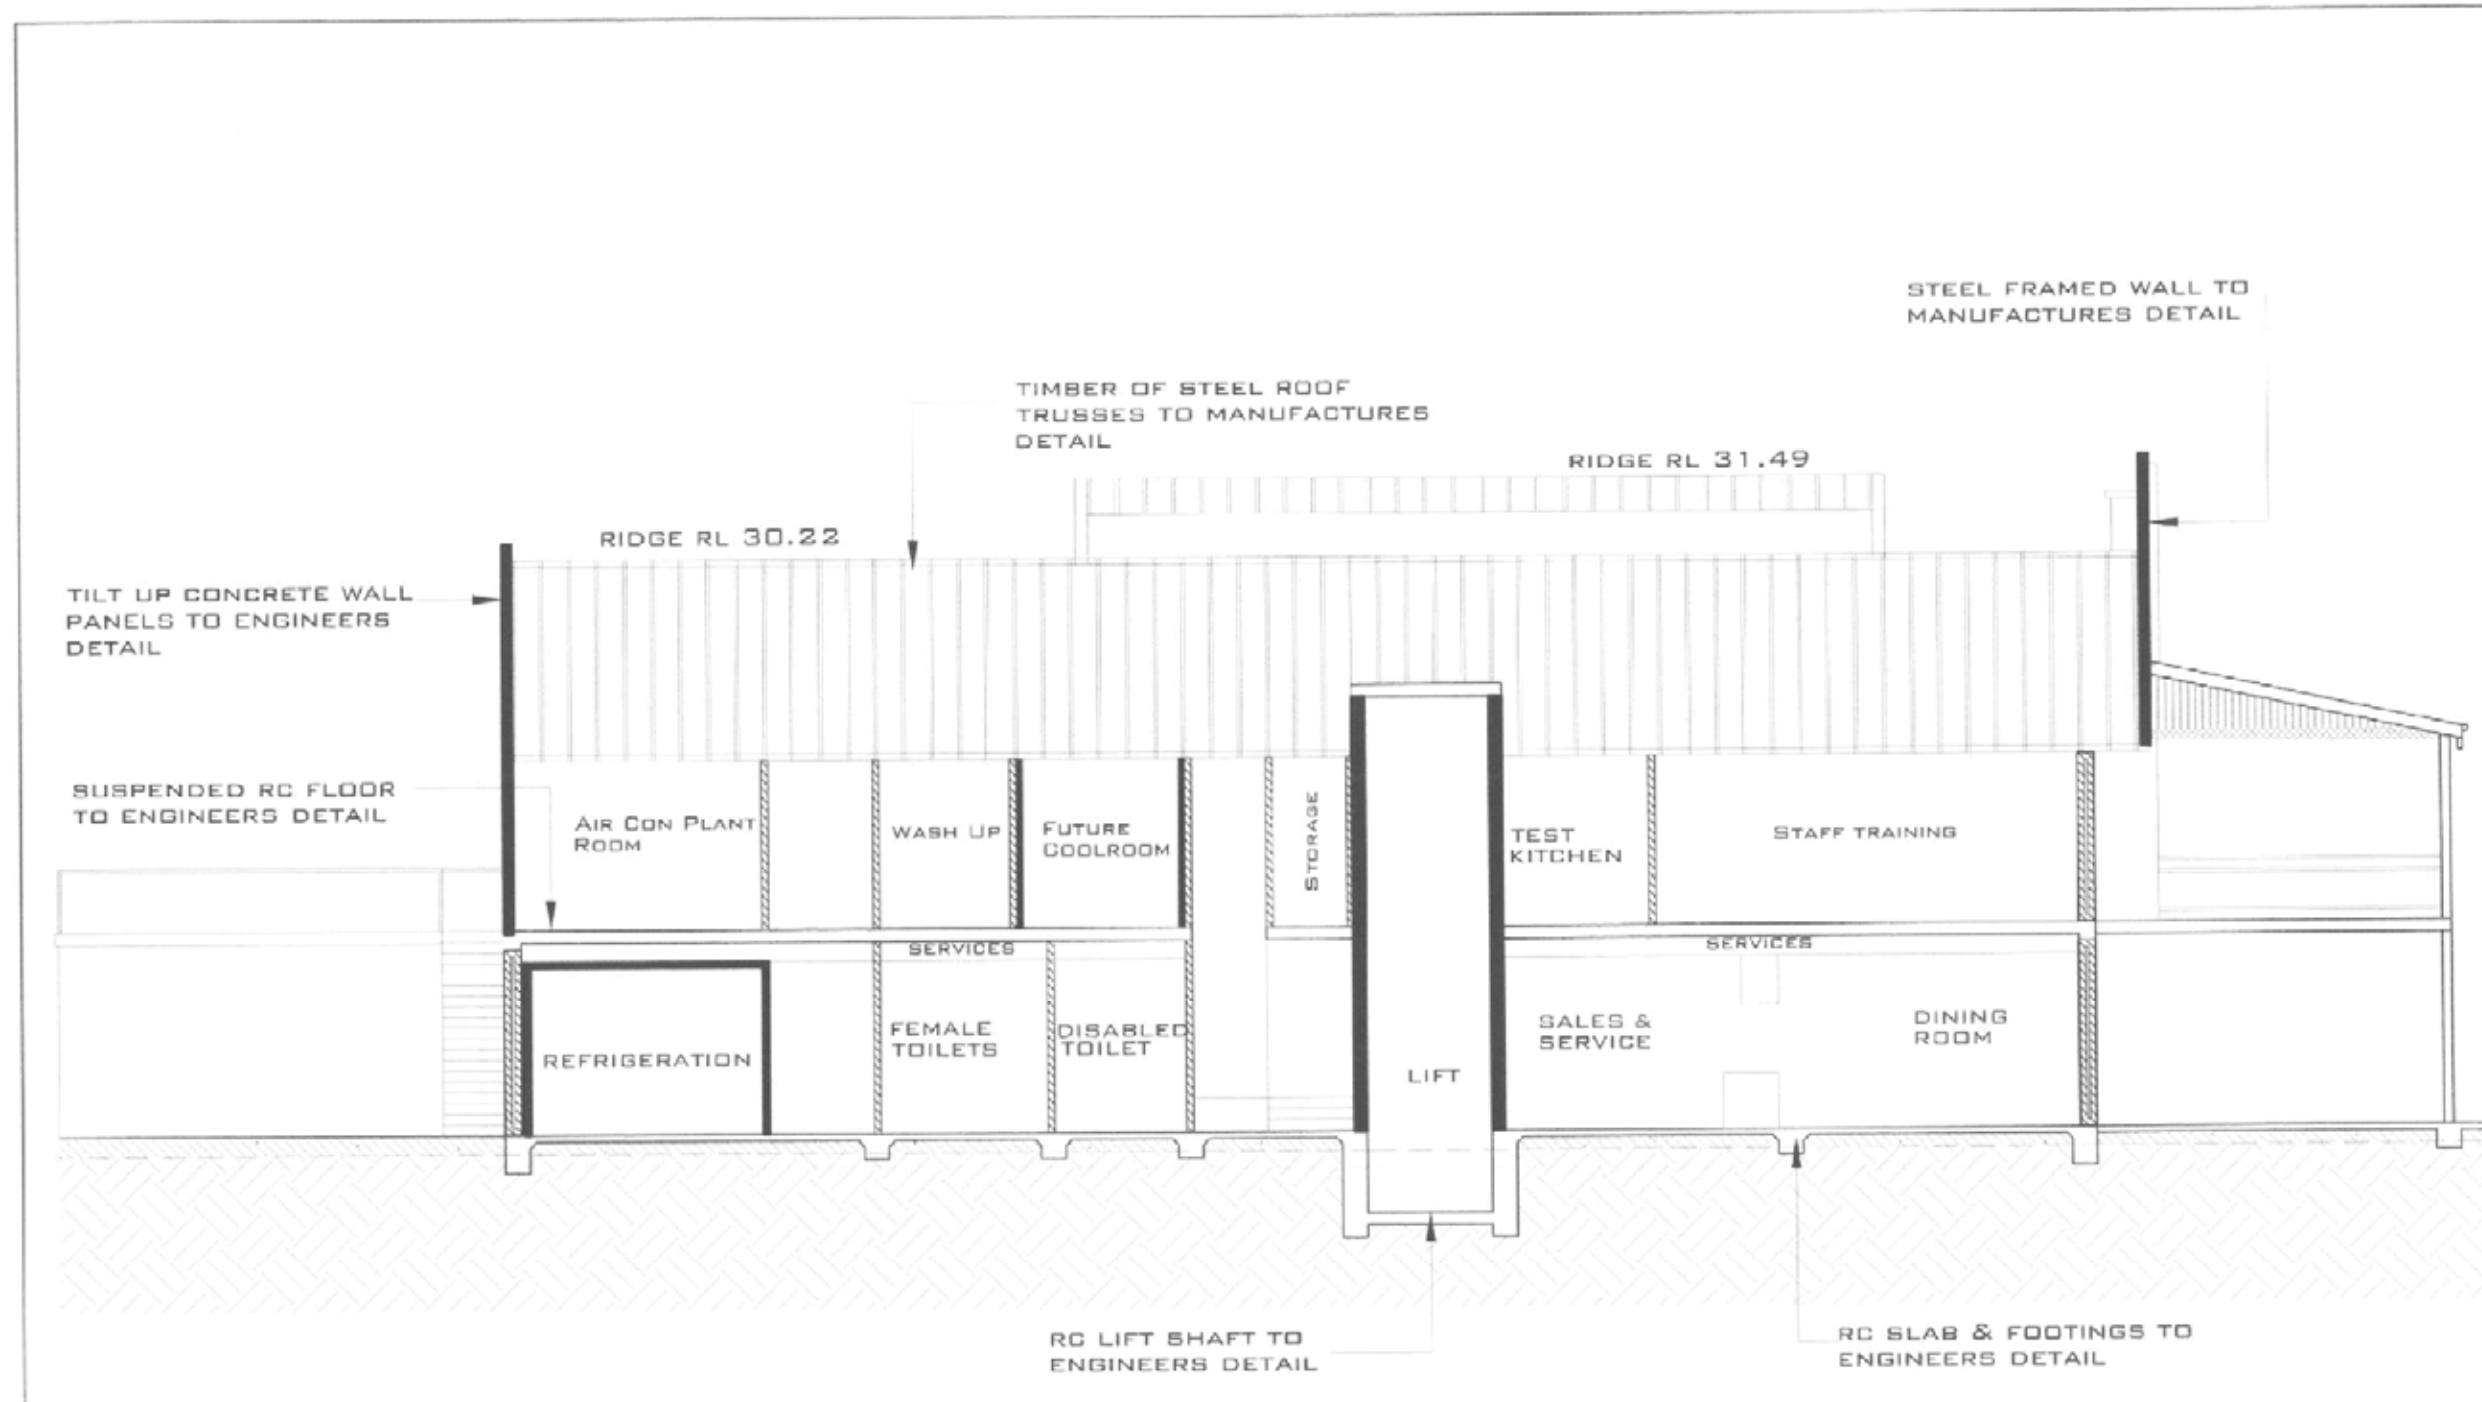 STEEL FRAMED WALL TO
MANUFACTURES DETAIL
TIMBER OF STEEL ROOF
TRUSSES TO MANUFACTURES
DETAIL
RIDGE RL 31.49
RIDGE RL 30.22
TILT UP CONCRETE WALL
PANELS TO ENGINEERS
DETAIL
SUSPENDED RC FLOOR
TO ENGINEERS DETAIL
AIR CON PLANT
ROOM
WASH UP
FUTURE
COOLROOM
STORAGE
TEST
KITCHEN
STAFF TRAINING
SERVICES
SERVICES
REFRIGERATION
FEMALE
TOILETS
DISABLED
TOILET
LIFT
SALES &
SERVICE
DINING
ROOM
RC LIFT SHAFT TO
ENGINEERS DETAIL
RC SLAB & FOOTINGS TO
ENGINEERS DETAIL